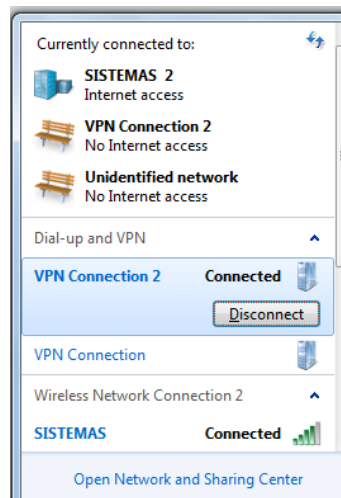 Currently connected to:
SISTEMAS 2
Internet access
VPN Connection 2
No Internet access
Unidentified network
No Internet access
Dial-up and VPN
VPN Connection 2 Connected
Disconnect
VPN Connection
Wireless Network Connection 2
SISTEMAS Connected
Open Network and Sharing Center